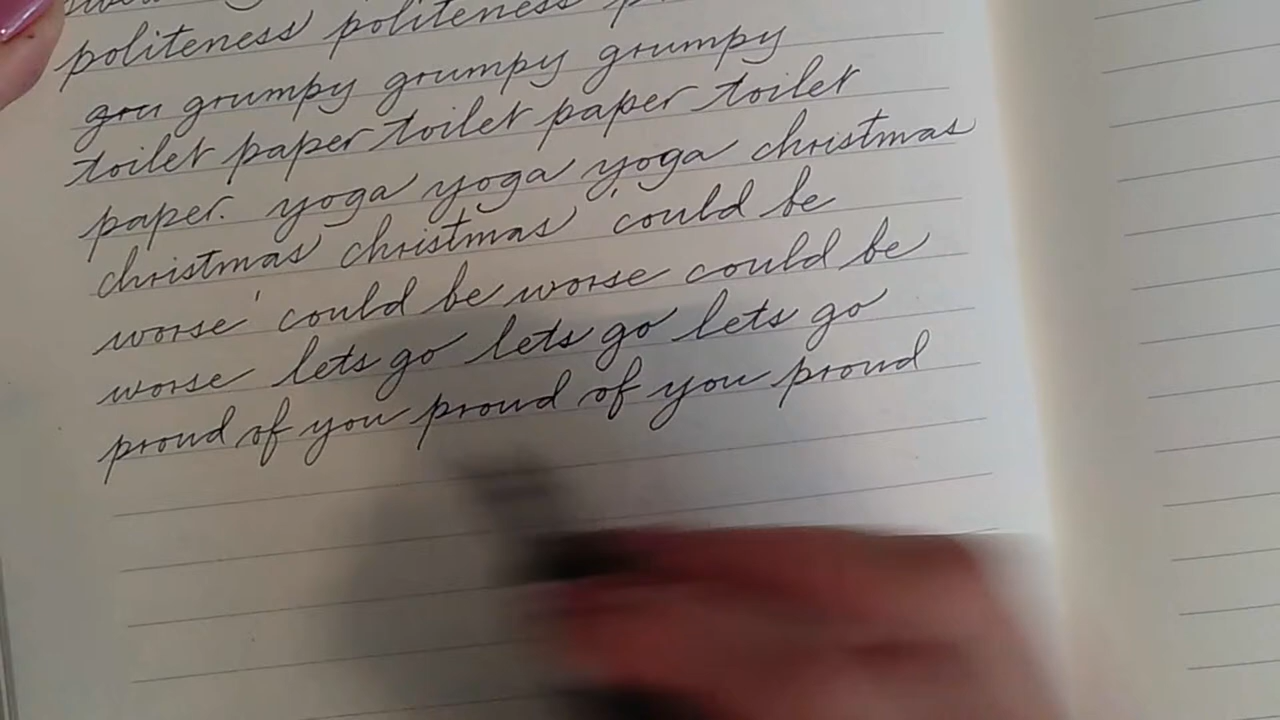 politeness politeness
gru grumpy grumpy grumpy
toilet paper toilet paper toilet
paper. yoga yoga yoga christmas
christmas christmas could be
worse could be worse could be
worse lets go lets go lets go
proud of you proud of you proud